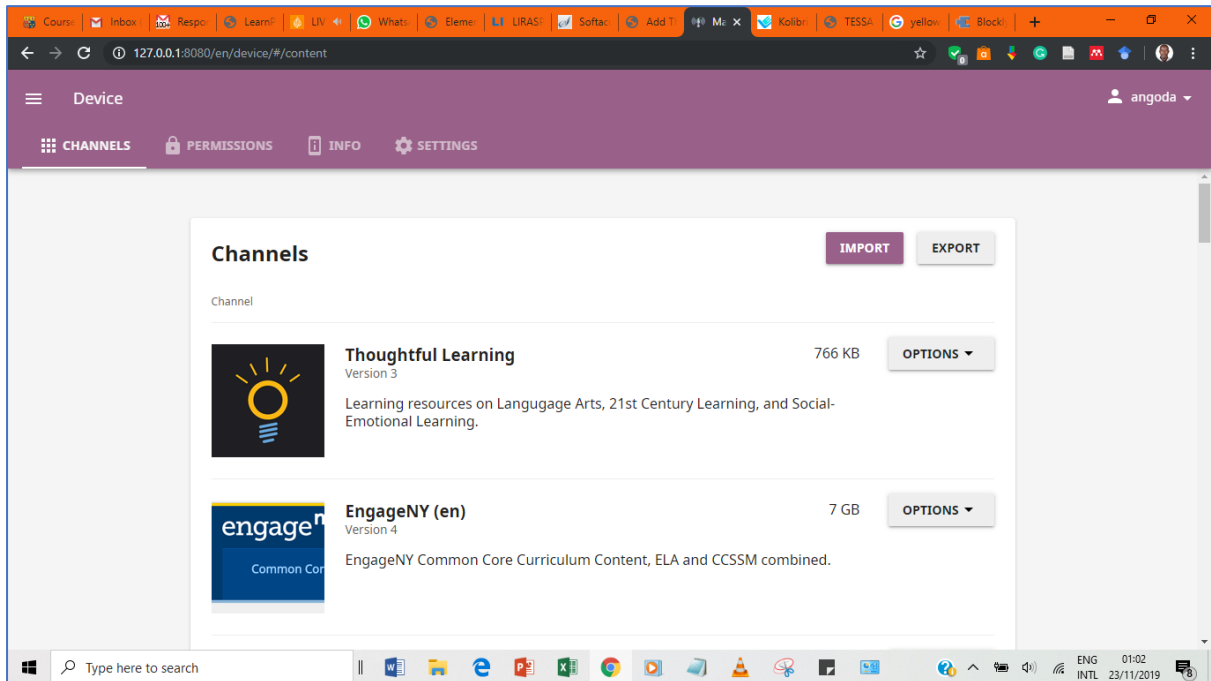 Course Inbox Respo LearnP LIV Whats Eleme LIRASF Softac Add T Ma Kolibri TESSA yellow Blockh
127.0.0.1:8080/en/device/#/content
Device
angoda
CHANNELS PERMISSIONS INFO SETTINGS
Channels
IMPORT EXPORT
Channel
Thoughtful Learning 766 KB OPTIONS
Version 3
Learning resources on Langugage Arts, 21st Century Learning, and Social-
Emotional Learning.
EngageNY (en) 7 GB OPTIONS
Version 4
EngageNY Common Core Curriculum Content, ELA and CCSSM combined.
engage
Common Cor
Type here to search
ENG 01:02
INTL 23/11/2019